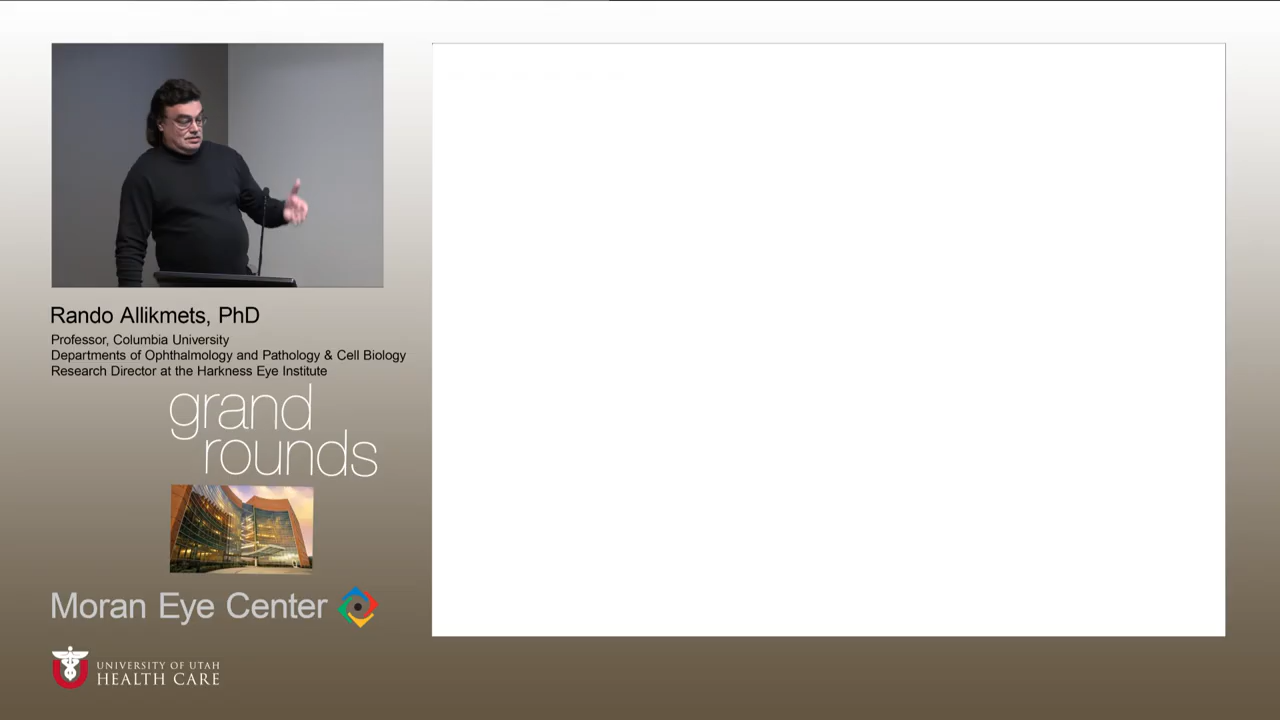 Rando Allikmets, PhD
Professor, Columbia University
Departments of Ophthalmology and Pathology & Cell Biology
Research Director at the Harkness Eye Institute
grand
rounds
Moran Eye Center
UNIVERSITY OF UTAH
HEALTH CARE